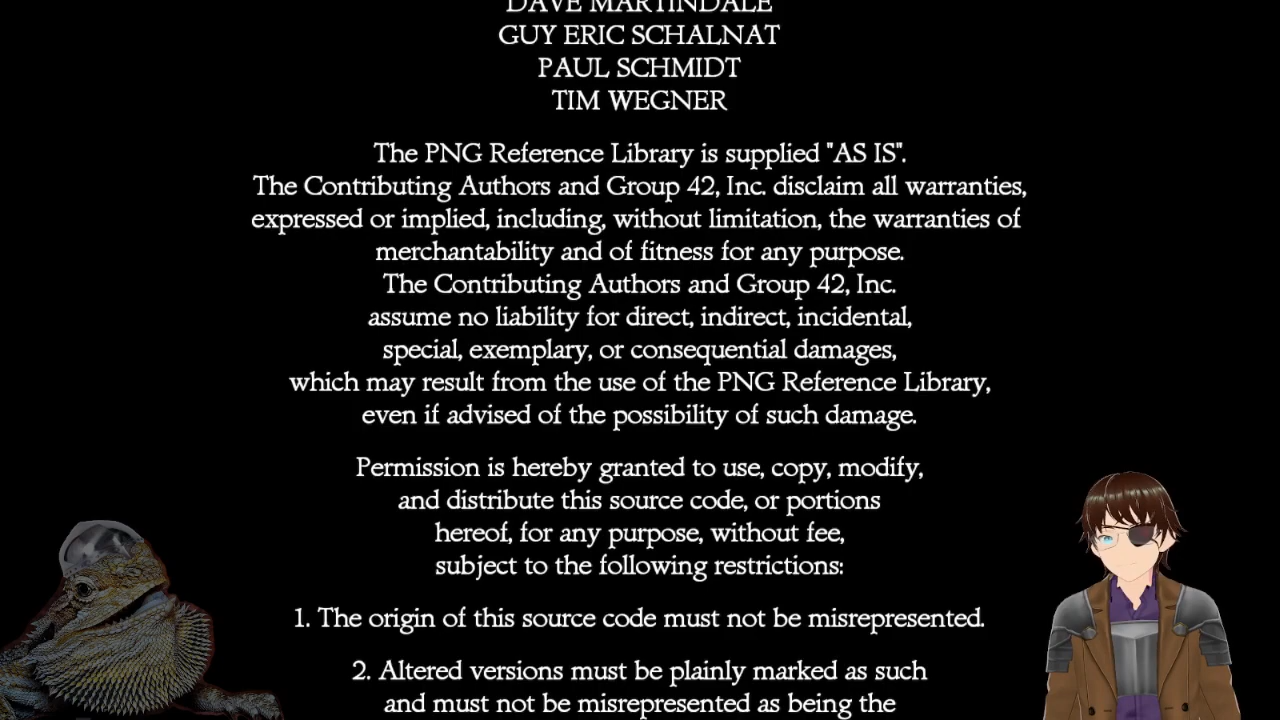 DAVE MARTINDALE
GUY ERIC SCHALNAT
PAUL SCHMIDT
TIM WEGNER
The PNG Reference Library is supplied "AS IS".
The Contributing Authors and Group 42, Inc. disclaim all warranties,
expressed or implied, including, without limitation, the warranties of
merchantability and of fitness for any purpose.
The Contributing Authors and Group 42, Inc.
assume no liability for direct, indirect, incidental,
special, exemplary, or consequential damages,
which may result from the use of the PNG Reference Library,
even if advised of the possibility of such damage.
Permission is hereby granted to use, copy, modify,
and distribute this source code, or portions
hereof, for any purpose, without fee,
subject to the following restrictions:
1. The origin of this source code must not be misrepresented.
2. Altered versions must be plainly marked as such
and must not be misrepresented as being the